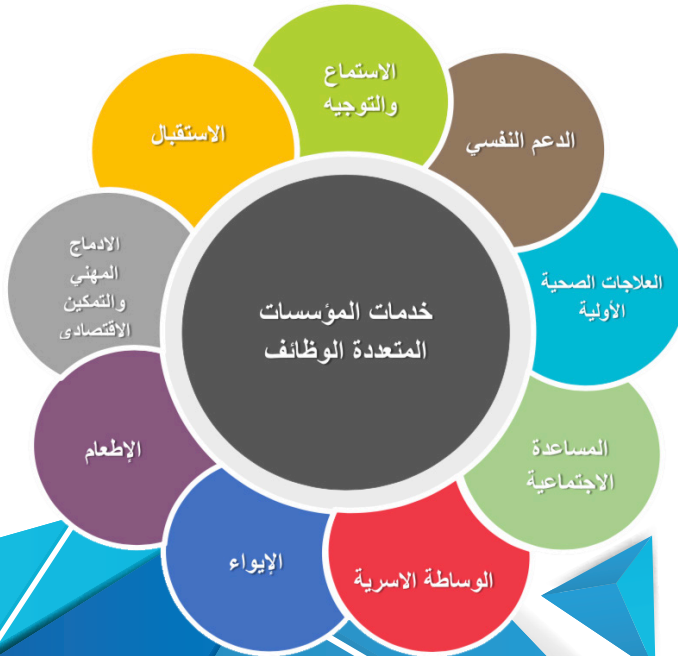 خدمات المؤسسات
المتعددة الوظائف
الاستقبال
الاستماع
والتوجيه
الدعم النفسي
العلاجات الصحية
الأولية
المساعدة
الاجتماعية
الوساطة الاسرية
الإيواء
الإطعام
الادماج
المهني
والتمكين
الاقتصادى